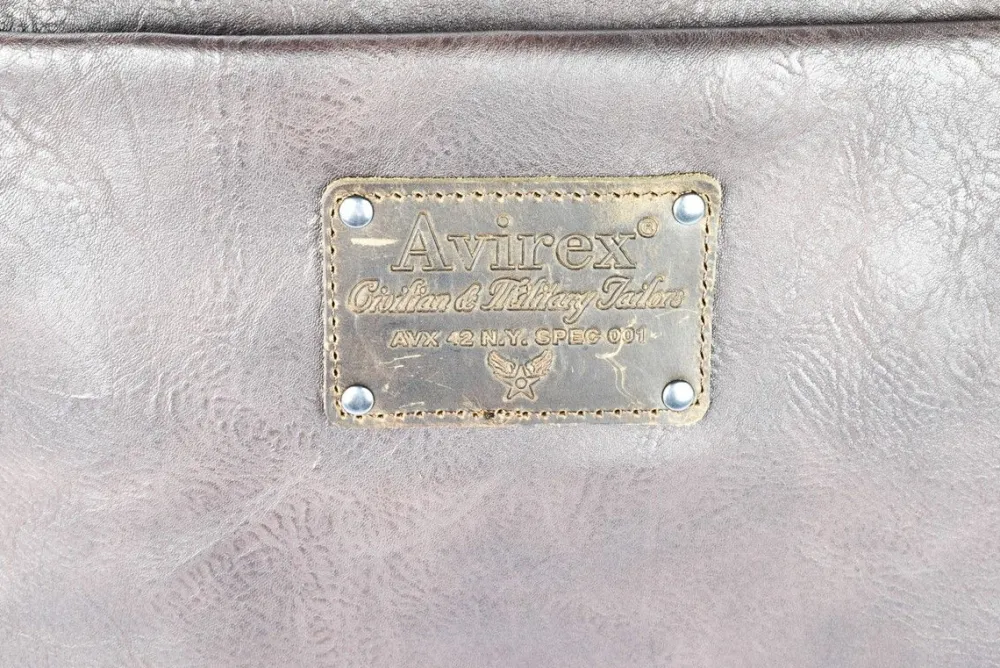 Avirex®
Civilian & Military Tailors
AVX 42 N.Y. SPEC 001